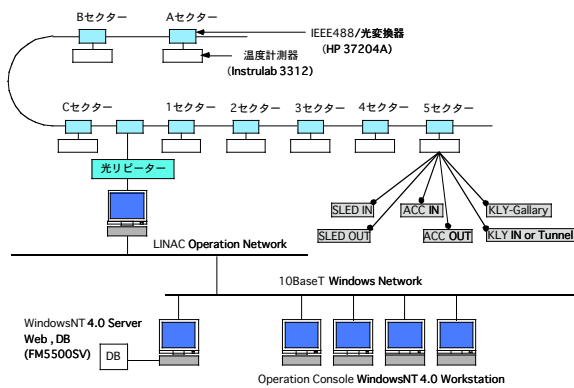 Bセクター
Aセクター
IEEE488/光変換器
(HP 37204A)
温度計測器
(Instrulab 3312)
Cセクター
1セクター
2セクター
3セクター
4セクター
5セクター
光リピーター
SLED IN
ACC IN
KLY-Gallary
SLED OUT
ACC OUT
KLY IN or Tunnel
LINAC Operation Network
10BaseT Windows Network
WindowsNT 4.0 Server
Web , DB
(FM5500SV)
DB
Operation Console WindowsNT 4.0 Workstation